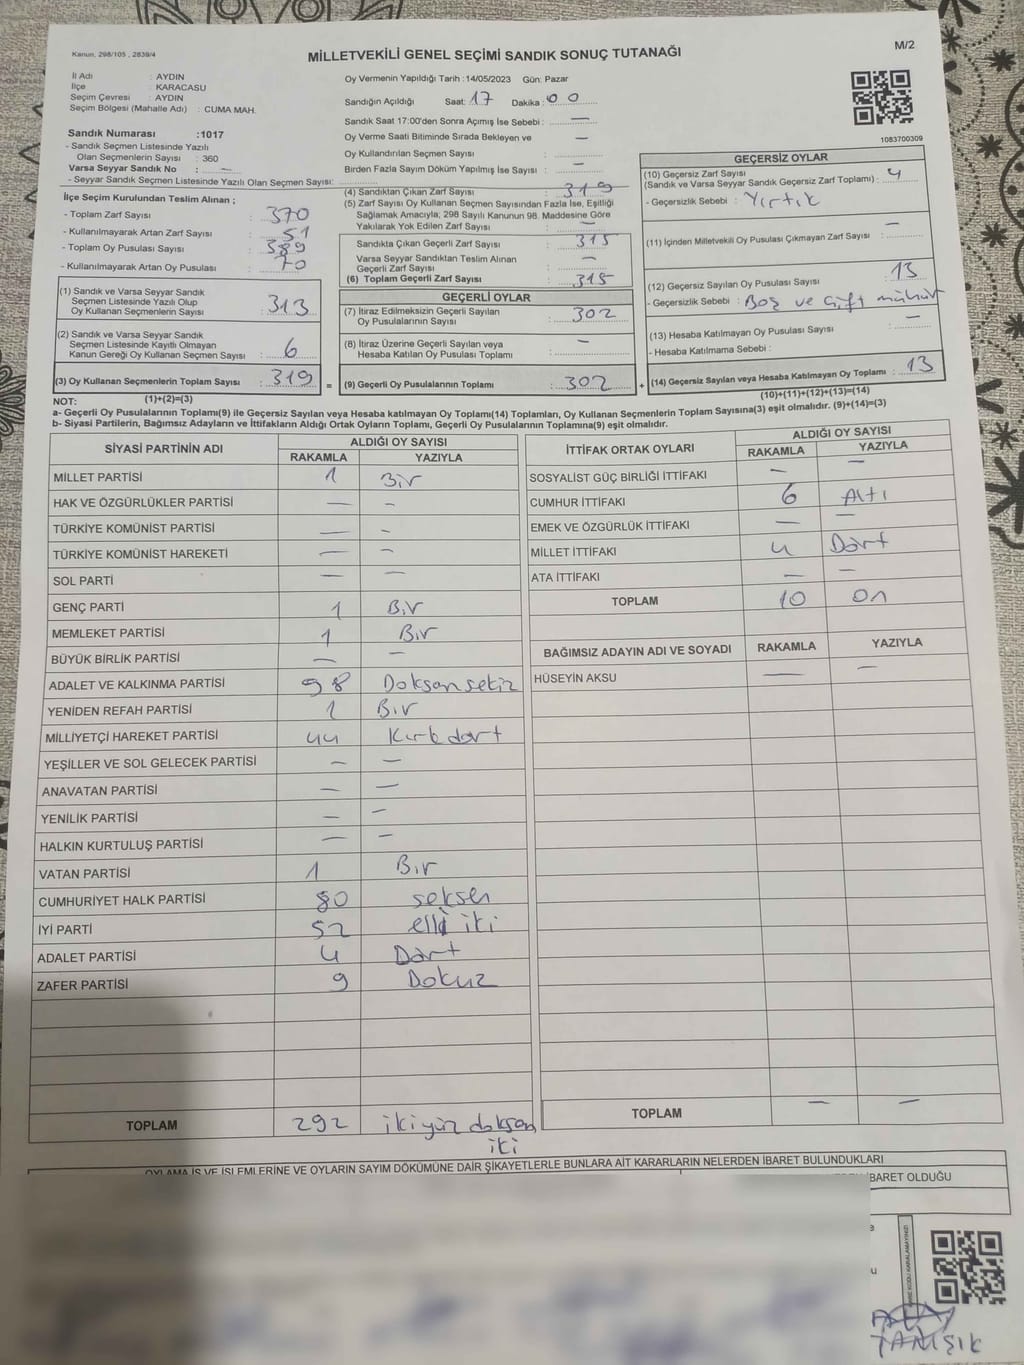 Kanun, 298/105 , 2839/4
MİLLETVEKİLİ GENEL SEÇİMİ SANDIK SONUÇ TUTANAĞI
M/2
İl Adı : AYDIN
İlçe : KARACASU
Seçim Çevresi : AYDIN
Seçim Bölgesi (Mahalle Adı) : CUMA MAH.
Sandık Numarası :1017
- Sandık Seçmen Listesinde Yazılı
Olan Seçmenlerin Sayısı : 360
Varsa Seyyar Sandık No : —
- Seyyar Sandık Seçmen Listesinde Yazılı Olan Seçmen Sayısı:
Oy Vermenin Yapıldığı Tarih :14/05/2023 Gün: Pazar
Sandığın Açıldığı Saat: 17 Dakika : 00
Sandık Saat 17:00'den Sonra Açımış İse Sebebi : —
Oy Verme Saati Bitiminde Sırada Bekleyen ve
Oy Kullandırılan Seçmen Sayısı : —
Birden Fazla Sayım Döküm Yapılmış İse Sayısı : —
1083700309
İlçe Seçim Kurulundan Teslim Alınan ;
- Toplam Zarf Sayısı : 370
- Kullanılmayarak Artan Zarf Sayısı : 51
- Toplam Oy Pusulası Sayısı : 389
- Kullanılmayarak Artan Oy Pusulası : 70
(1) Sandık ve Varsa Seyyar Sandık
Seçmen Listesinde Yazılı Olup
Oy Kullanan Seçmenlerin Sayısı : 313
(2) Sandık ve Varsa Seyyar Sandık
Seçmen Listesinde Kayıtlı Olmayan
Kanun Gereği Oy Kullanan Seçmen Sayısı : 6
(3) Oy Kullanan Seçmenlerin Toplam Sayısı : 319
(1)+(2)=(3)
(4) Sandıktan Çıkan Zarf Sayısı : 319
(5) Zarf Sayısı Oy Kullanan Seçmen Sayısından Fazla İse, Eşitliği
Sağlamak Amacıyla; 298 Sayılı Kanunun 98. Maddesine Göre
Yakılarak Yok Edilen Zarf Sayısı : —
Sandıkta Çıkan Geçerli Zarf Sayısı : 315
Varsa Seyyar Sandıktan Teslim Alınan
Geçerli Zarf Sayısı : —
(6) Toplam Geçerli Zarf Sayısı : 315
GEÇERLİ OYLAR
(7) İtiraz Edilmeksizin Geçerli Sayılan
Oy Pusulalarının Sayısı : 302
(8) İtiraz Üzerine Geçerli Sayılan veya
Hesaba Katılan Oy Pusulası Toplamı : —
= (9) Geçerli Oy Pusulalarının Toplamı : 302
GEÇERSİZ OYLAR
(10) Geçersiz Zarf Sayısı
(Sandık ve Varsa Seyyar Sandık Geçersiz Zarf Toplamı) : 4
- Geçersizlik Sebebi : Yırtık
(11) İçinden Milletvekili Oy Pusulası Çıkmayan Zarf Sayısı : —
(12) Geçersiz Sayılan Oy Pusulası Sayısı : 13
- Geçersizlik Sebebi : Boş ve Çift mühür
(13) Hesaba Katılmayan Oy Pusulası Sayısı : —
- Hesaba Katılmama Sebebi :
+ (14) Geçersiz Sayılan veya Hesaba Katılmayan Oy Toplamı : 13
(10)+(11)+(12)+(13)=(14)
NOT:
a- Geçerli Oy Pusulalarının Toplamı(9) ile Geçersiz Sayılan veya Hesaba katılmayan Oy Toplamı(14) Toplamları, Oy Kullanan Seçmenlerin Toplam Sayısına(3) eşit olmalıdır. (9)+(14)=(3)
b- Siyasi Partilerin, Bağımsız Adayların ve İttifakların Aldığı Ortak Oyların Toplamı, Geçerli Oy Pusulalarının Toplamına(9) eşit olmalıdır.
SİYASİ PARTİNİN ADI ALDIĞI OY SAYISI
RAKAMLA YAZIYLA
MİLLET PARTİSİ 1 Bir
HAK VE ÖZGÜRLÜKLER PARTİSİ — —
TÜRKİYE KOMÜNİST PARTİSİ — —
TÜRKİYE KOMÜNİST HAREKETİ — —
SOL PARTİ — —
GENÇ PARTİ 1 Bir
MEMLEKET PARTİSİ 1 Bir
BÜYÜK BİRLİK PARTİSİ — —
ADALET VE KALKINMA PARTİSİ 98 Doksan sekiz
YENİDEN REFAH PARTİSİ 1 Bir
MİLLİYETÇİ HAREKET PARTİSİ 44 Kırk dört
YEŞİLLER VE SOL GELECEK PARTİSİ — —
ANAVATAN PARTİSİ — —
YENİLİK PARTİSİ — —
HALKIN KURTULUŞ PARTİSİ — —
VATAN PARTİSİ 1 Bir
CUMHURİYET HALK PARTİSİ 80 seksen
İYİ PARTİ 52 elli iki
ADALET PARTİSİ 4 Dört
ZAFER PARTİSİ 9 Dokuz
TOPLAM 292 ikiyüz doksan
iki
İTTİFAK ORTAK OYLARI ALDIĞI OY SAYISI
RAKAMLA YAZIYLA
SOSYALİST GÜÇ BİRLİĞİ İTTİFAKI — —
CUMHUR İTTİFAKI 6 Altı
EMEK VE ÖZGÜRLÜK İTTİFAKI — —
MİLLET İTTİFAKI 4 Dört
ATA İTTİFAKI — —
TOPLAM 10 On
BAĞIMSIZ ADAYIN ADI VE SOYADI RAKAMLA YAZIYLA
HÜSEYİN AKSU — —
TOPLAM — —
OYLAMA İŞ VE İŞLEMLERİNE VE OYLARIN SAYIM DÖKÜMÜNE DAİR ŞİKAYETLERLE BUNLARA AİT KARARLARIN NELERDEN İBARET BULUNDUKLARI
İBARET OLDUĞU
TANIŞIK